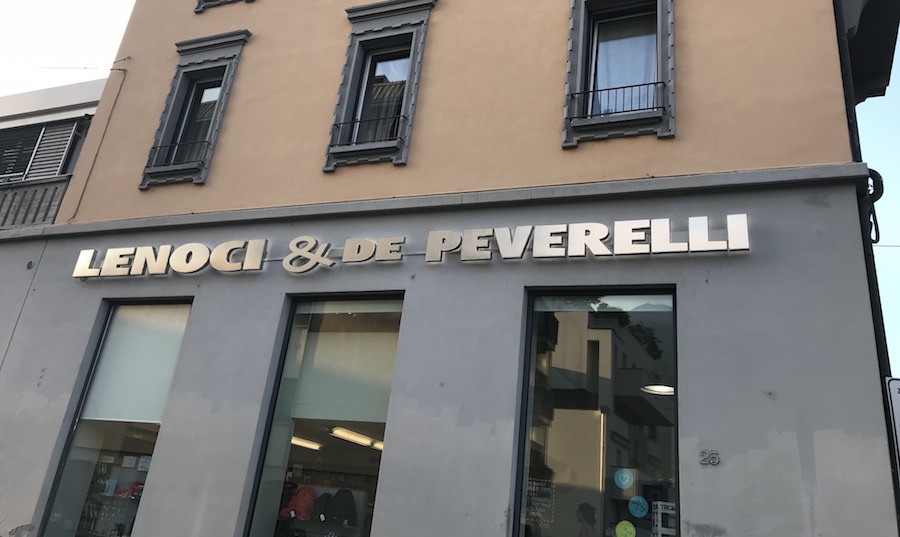 LENOCI & DE PEVERELLI
25